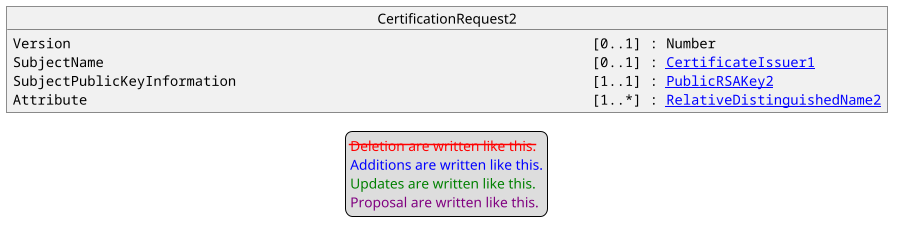 CertificationRequest2
Version [0..1] : Number
SubjectName [0..1] : CertificateIssuer1
SubjectPublicKeyInformation [1..1] : PublicRSAKey2
Attribute [1..*] : RelativeDistinguishedName2
Deletion are written like this.
Additions are written like this.
Updates are written like this.
Proposal are written like this.